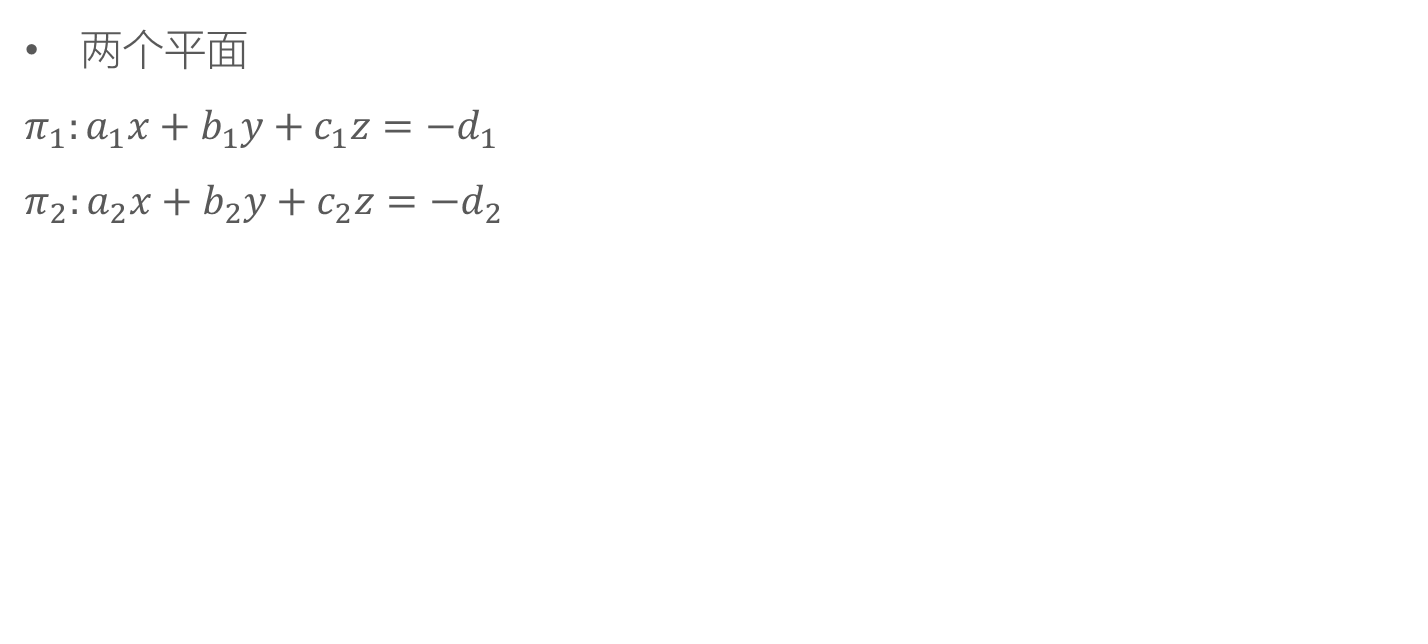 • 两个平面
π₁: a₁x + b₁y + c₁z = −d₁
π₂: a₂x + b₂y + c₂z = −d₂